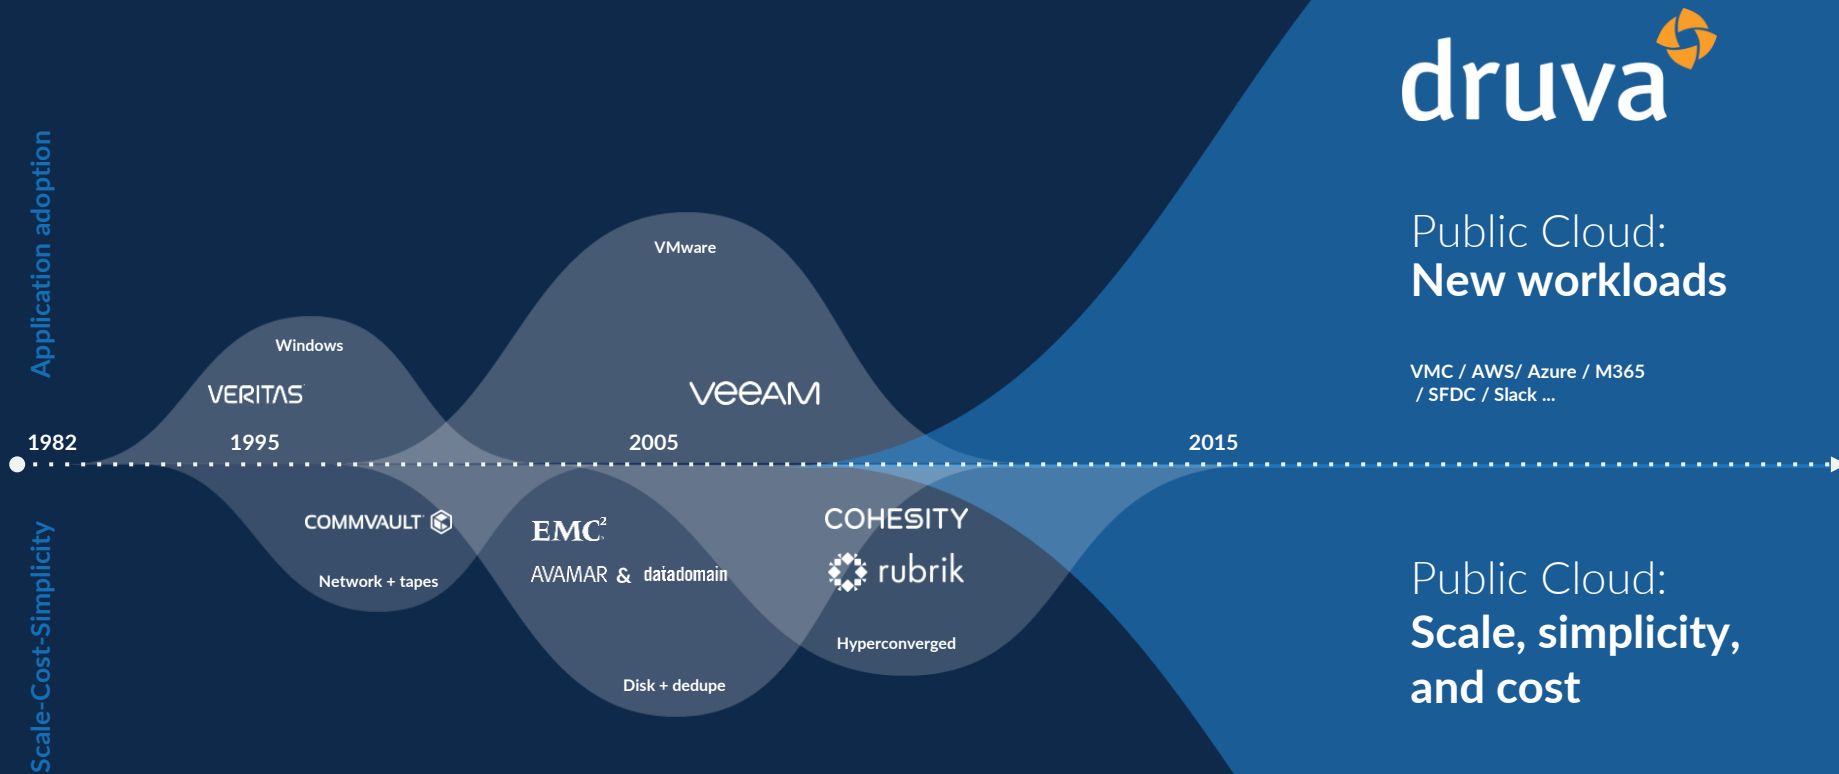 druva
Application adoption
Public Cloud:
New workloads
VMware
Windows
VMC / AWS/ Azure / M365
/ SFDC / Slack ...
VERITAS
veeam
1982
1995
2005
2015
Scale-Cost-Simplicity
COMMVAULT
Network + tapes
EMC²
AVAMAR & datadomain
Disk + dedupe
COHESITY
rubrik
Hyperconverged
Public Cloud:
Scale, simplicity,
and cost